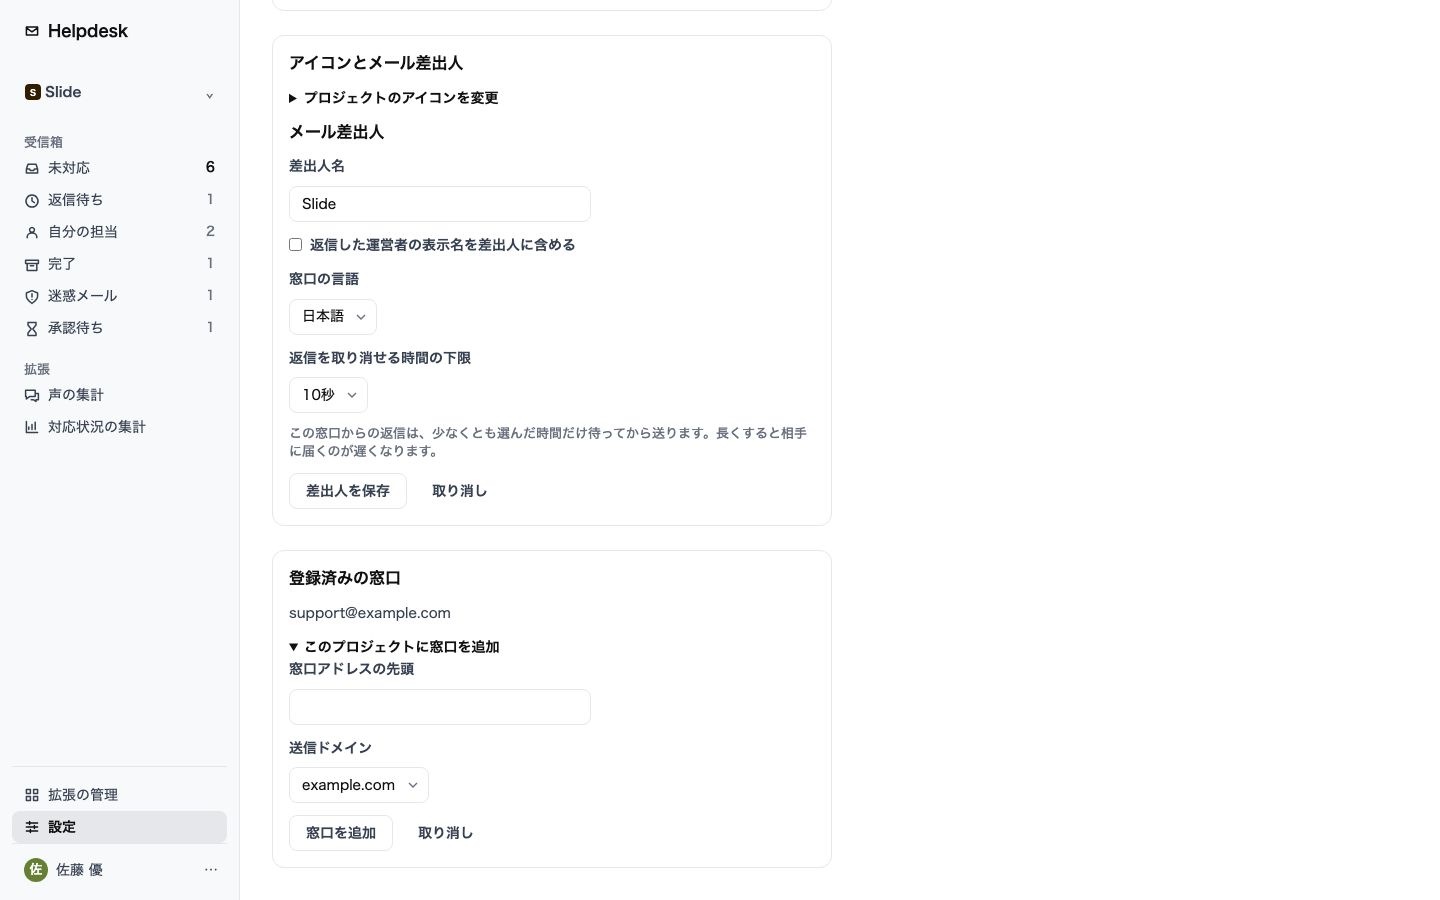 Helpdesk
S Slide
受信箱
未対応 6
返信待ち 1
自分の担当 2
完了 1
迷惑メール 1
承認待ち 1
拡張
声の集計
対応状況の集計
拡張の管理
設定
佐 佐藤 優 …
アイコンとメール差出人
プロジェクトのアイコンを変更
メール差出人
差出人名
Slide
返信した運営者の表示名を差出人に含める
窓口の言語
日本語
返信を取り消せる時間の下限
10秒
この窓口からの返信は、少なくとも選んだ時間だけ待ってから送ります。長くすると相手
に届くのが遅くなります。
差出人を保存 取り消し
登録済みの窓口
support@example.com
このプロジェクトに窓口を追加
窓口アドレスの先頭
送信ドメイン
example.com
窓口を追加 取り消し